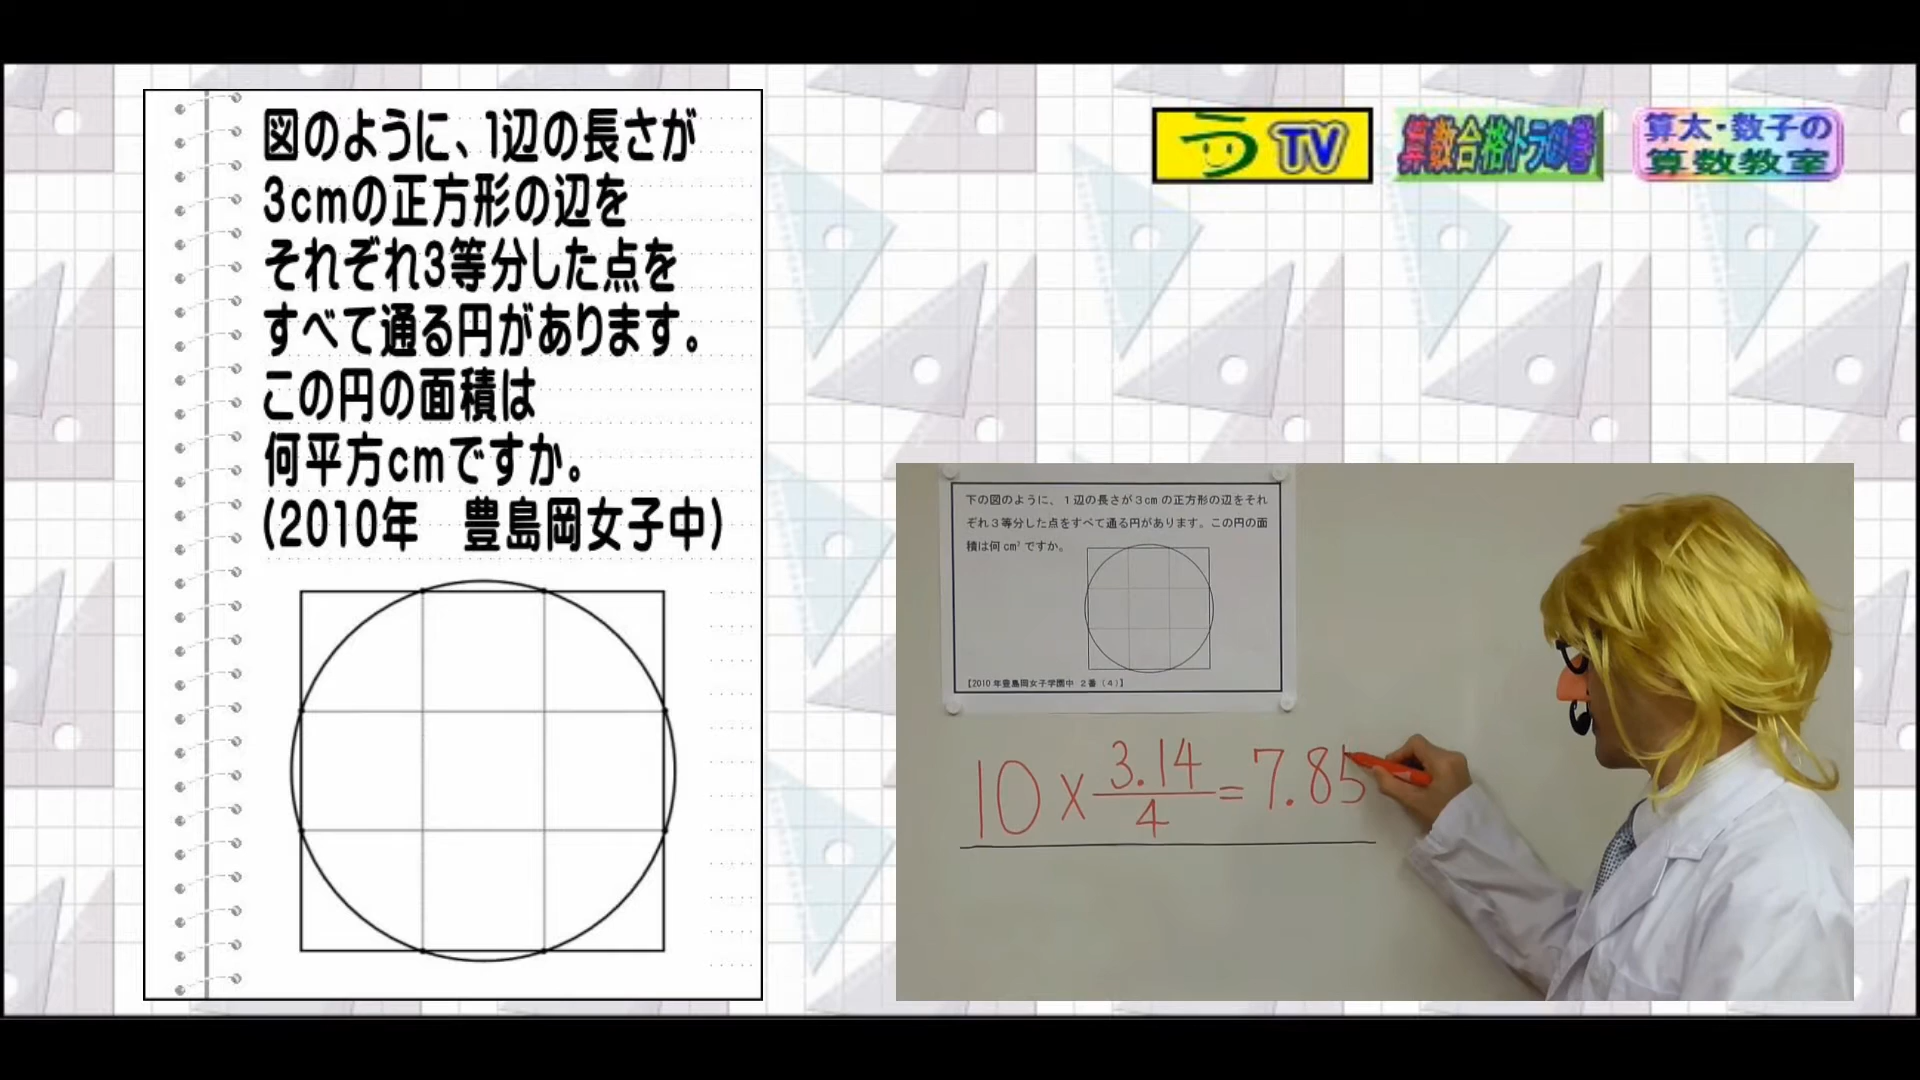 図のように、1辺の長さが
3cmの正方形の辺を
それぞれ3等分した点を
すべて通る円があります。
この円の面積は
何平方cmですか。
(2010年　豊島岡女子中)
う TV
算数合格トラの巻
算太・数子の
算数教室
下の図のように、1辺の長さが3cmの正方形の辺をそれ
ぞれ3等分した点をすべて通る円があります。この円の面
積は何cm²ですか。
【2010年豊島岡女子学園中 2番（4）】
10×3.14/4=7.85